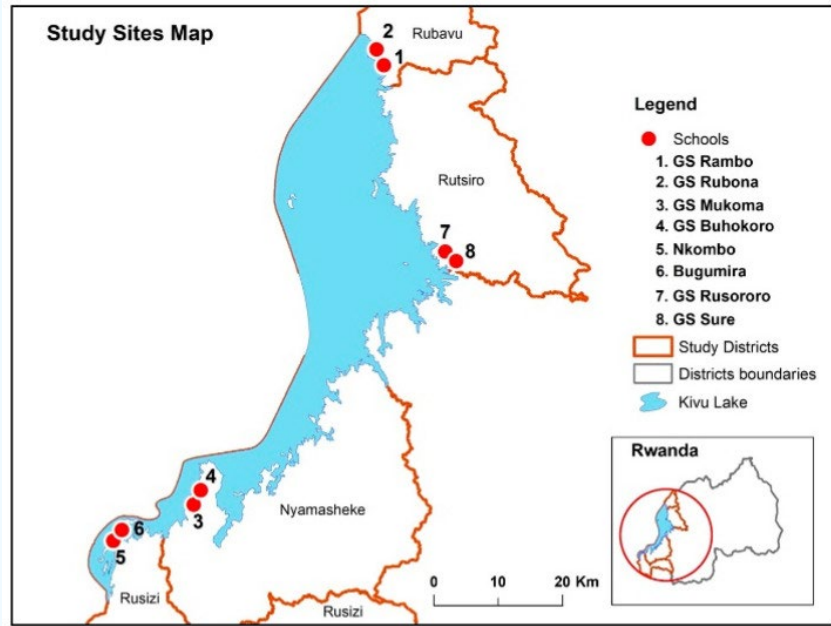 Study Sites Map
2
Rubavu
1
Legend
Schools
1. GS Rambo
2. GS Rubona
3. GS Mukoma
4. GS Buhokoro
5. Nkombo
6. Bugumira
7. GS Rusororo
8. GS Sure
Study Districts
Districts boundaries
Kivu Lake
Rutsiro
7
8
4
3
Nyamasheke
6
5
Rusizi
Rusizi
0 10 20 Km
Rwanda